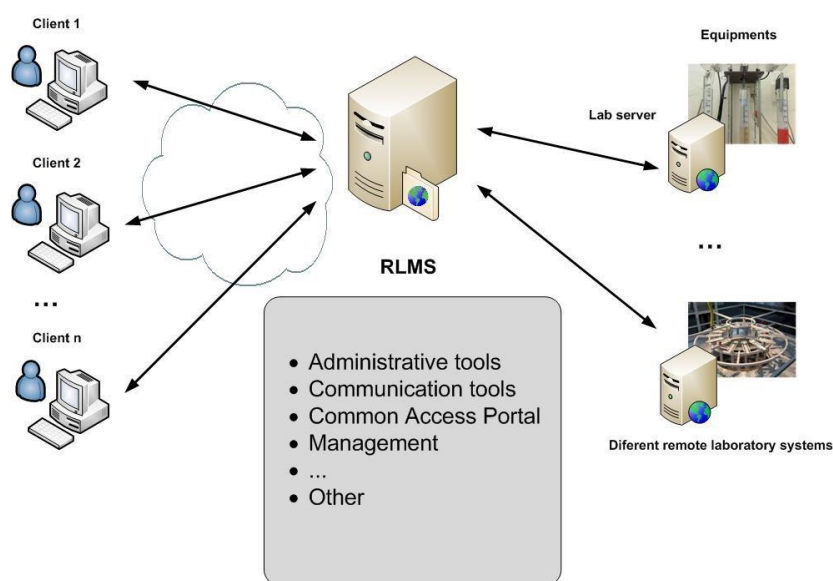 Client 1
Client 2
...
Client n
RLMS
• Administrative tools
• Communication tools
• Common Access Portal
• Management
• ...
• Other
Equipments
Lab server
...
Diferent remote laboratory systems